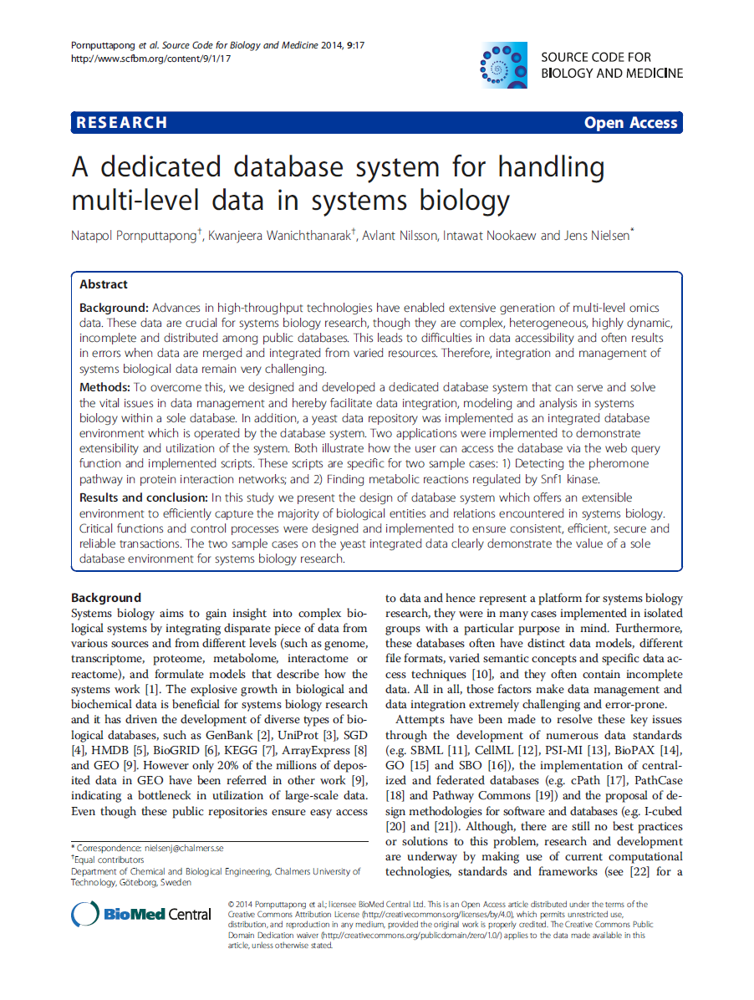 Pornputtapong et al. Source Code for Biology and Medicine 2014, 9:17
http://www.scfbm.org/content/9/1/17
SOURCE CODE FOR
BIOLOGY AND MEDICINE
RESEARCH
Open Access
A dedicated database system for handling
multi-level data in systems biology
Natapol Pornputtapong†, Kwanjeera Wanichthanarak†, Avlant Nilsson, Intawat Nookaew and Jens Nielsen*
Abstract
Background: Advances in high-throughput technologies have enabled extensive generation of multi-level omics
data. These data are crucial for systems biology research, though they are complex, heterogeneous, highly dynamic,
incomplete and distributed among public databases. This leads to difficulties in data accessibility and often results
in errors when data are merged and integrated from varied resources. Therefore, integration and management of
systems biological data remain very challenging.
Methods: To overcome this, we designed and developed a dedicated database system that can serve and solve
the vital issues in data management and hereby facilitate data integration, modeling and analysis in systems
biology within a sole database. In addition, a yeast data repository was implemented as an integrated database
environment which is operated by the database system. Two applications were implemented to demonstrate
extensibility and utilization of the system. Both illustrate how the user can access the database via the web query
function and implemented scripts. These scripts are specific for two sample cases: 1) Detecting the pheromone
pathway in protein interaction networks; and 2) Finding metabolic reactions regulated by Snf1 kinase.
Results and conclusion: In this study we present the design of database system which offers an extensible
environment to efficiently capture the majority of biological entities and relations encountered in systems biology.
Critical functions and control processes were designed and implemented to ensure consistent, efficient, secure and
reliable transactions. The two sample cases on the yeast integrated data clearly demonstrate the value of a sole
database environment for systems biology research.
Background
Systems biology aims to gain insight into complex bio-
logical systems by integrating disparate piece of data from
various sources and from different levels (such as genome,
transcriptome, proteome, metabolome, interactome or
reactome), and formulate models that describe how the
systems work [1]. The explosive growth in biological and
biochemical data is beneficial for systems biology research
and it has driven the development of diverse types of bio-
logical databases, such as GenBank [2], UniProt [3], SGD
[4], HMDB [5], BioGRID [6], KEGG [7], ArrayExpress [8]
and GEO [9]. However only 20% of the millions of depos-
ited data in GEO have been referred in other work [9],
indicating a bottleneck in utilization of large-scale data.
Even though these public repositories ensure easy access
to data and hence represent a platform for systems biology
research, they were in many cases implemented in isolated
groups with a particular purpose in mind. Furthermore,
these databases often have distinct data models, different
file formats, varied semantic concepts and specific data ac-
cess techniques [10], and they often contain incomplete
data. All in all, those factors make data management and
data integration extremely challenging and error-prone.
Attempts have been made to resolve these key issues
through the development of numerous data standards
(e.g. SBML [11], CellML [12], PSI-MI [13], BioPAX [14],
GO [15] and SBO [16]), the implementation of central-
ized and federated databases (e.g. cPath [17], PathCase
[18] and Pathway Commons [19]) and the proposal of de-
sign methodologies for software and databases (e.g. I-cubed
[20] and [21]). Although, there are still no best practices
or solutions to this problem, research and development
are underway by making use of current computational
technologies, standards and frameworks (see [22] for a
* Correspondence: nielsenj@chalmers.se
†Equal contributors
Department of Chemical and Biological Engineering, Chalmers University of
Technology, Göteborg, Sweden
BioMed Central
© 2014 Pornputtapong et al.; licensee BioMed Central Ltd. This is an Open Access article distributed under the terms of the
Creative Commons Attribution License (http://creativecommons.org/licenses/by/4.0), which permits unrestricted use,
distribution, and reproduction in any medium, provided the original work is properly credited. The Creative Commons Public
Domain Dedication waiver (http://creativecommons.org/publicdomain/zero/1.0/) applies to the data made available in this
article, unless otherwise stated.